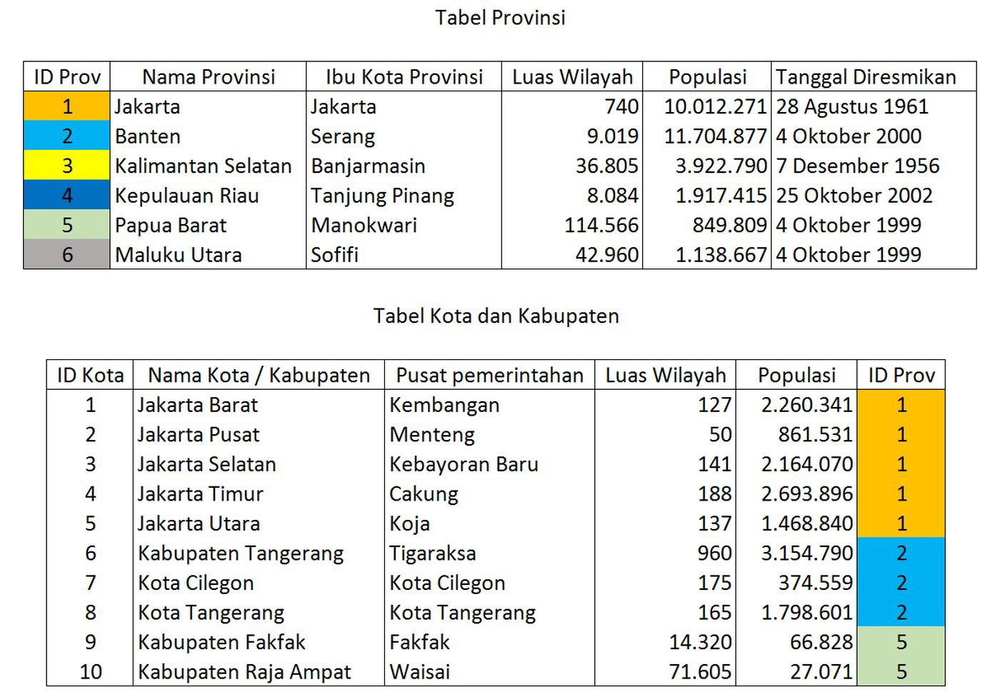 Tabel Provinsi
ID Prov Nama Provinsi Ibu Kota Provinsi Luas Wilayah Populasi Tanggal Diresmikan
1 Jakarta Jakarta 740 10.012.271 28 Agustus 1961
2 Banten Serang 9.019 11.704.877 4 Oktober 2000
3 Kalimantan Selatan Banjarmasin 36.805 3.922.790 7 Desember 1956
4 Kepulauan Riau Tanjung Pinang 8.084 1.917.415 25 Oktober 2002
5 Papua Barat Manokwari 114.566 849.809 4 Oktober 1999
6 Maluku Utara Sofifi 42.960 1.138.667 4 Oktober 1999
Tabel Kota dan Kabupaten
ID Kota Nama Kota / Kabupaten Pusat pemerintahan Luas Wilayah Populasi ID Prov
1 Jakarta Barat Kembangan 127 2.260.341 1
2 Jakarta Pusat Menteng 50 861.531 1
3 Jakarta Selatan Kebayoran Baru 141 2.164.070 1
4 Jakarta Timur Cakung 188 2.693.896 1
5 Jakarta Utara Koja 137 1.468.840 1
6 Kabupaten Tangerang Tigaraksa 960 3.154.790 2
7 Kota Cilegon Kota Cilegon 175 374.559 2
8 Kota Tangerang Kota Tangerang 165 1.798.601 2
9 Kabupaten Fakfak Fakfak 14.320 66.828 5
10 Kabupaten Raja Ampat Waisai 71.605 27.071 5